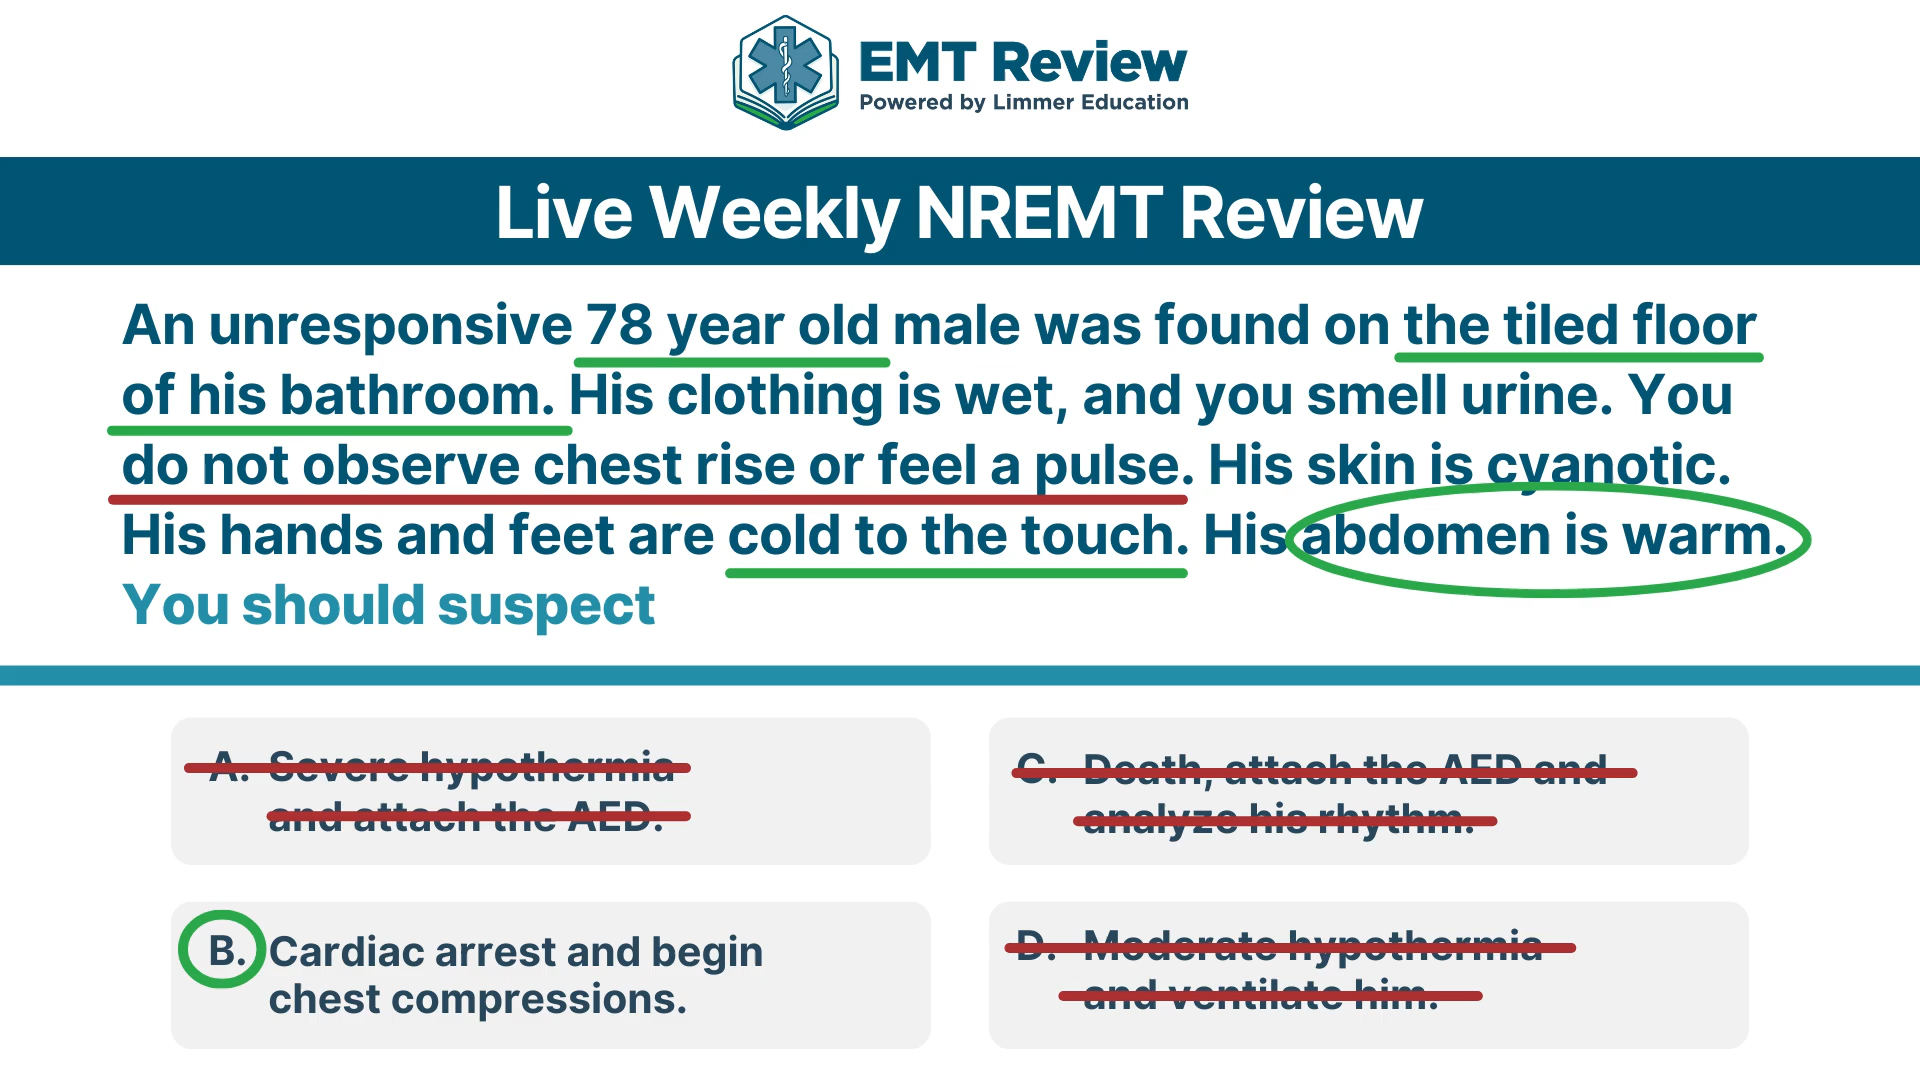 EMT Review
Powered by Limmer Education
Live Weekly NREMT Review
An unresponsive 78 year old male was found on the tiled floor
of his bathroom. His clothing is wet, and you smell urine. You
do not observe chest rise or feel a pulse. His skin is cyanotic.
His hands and feet are cold to the touch. His abdomen is warm.
You should suspect
A. Severe hypothermia
and attach the AED.
B. Cardiac arrest and begin
chest compressions.
C. Death, attach the AED and
analyze his rhythm.
D. Moderate hypothermia
and ventilate him.